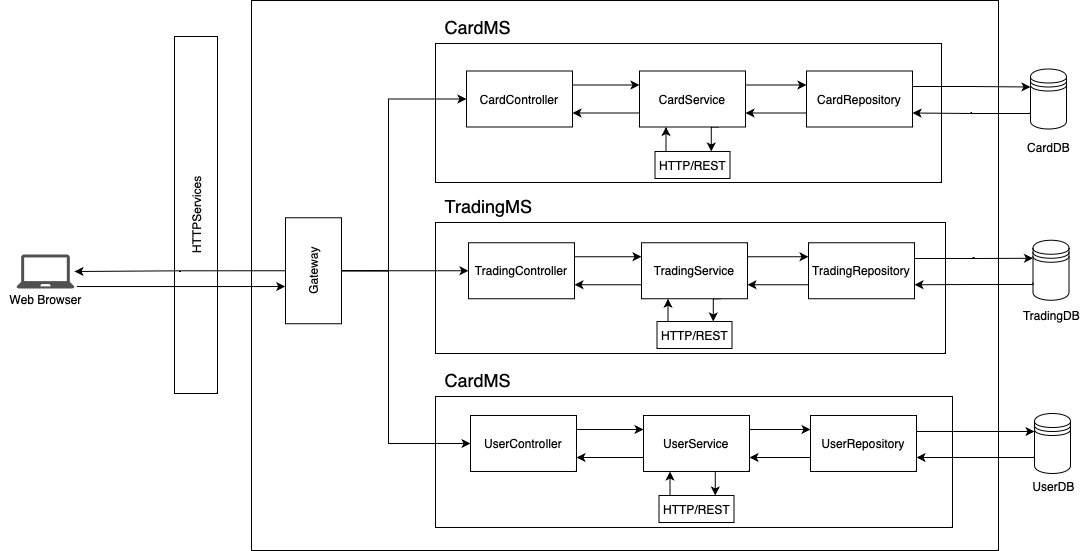 CardMS
CardController
CardService
CardRepository
HTTP/REST
CardDB
HTTPServices
TradingMS
Gateway
TradingController
TradingService
TradingRepository
HTTP/REST
Web Browser
TradingDB
CardMS
UserController
UserService
UserRepository
HTTP/REST
UserDB